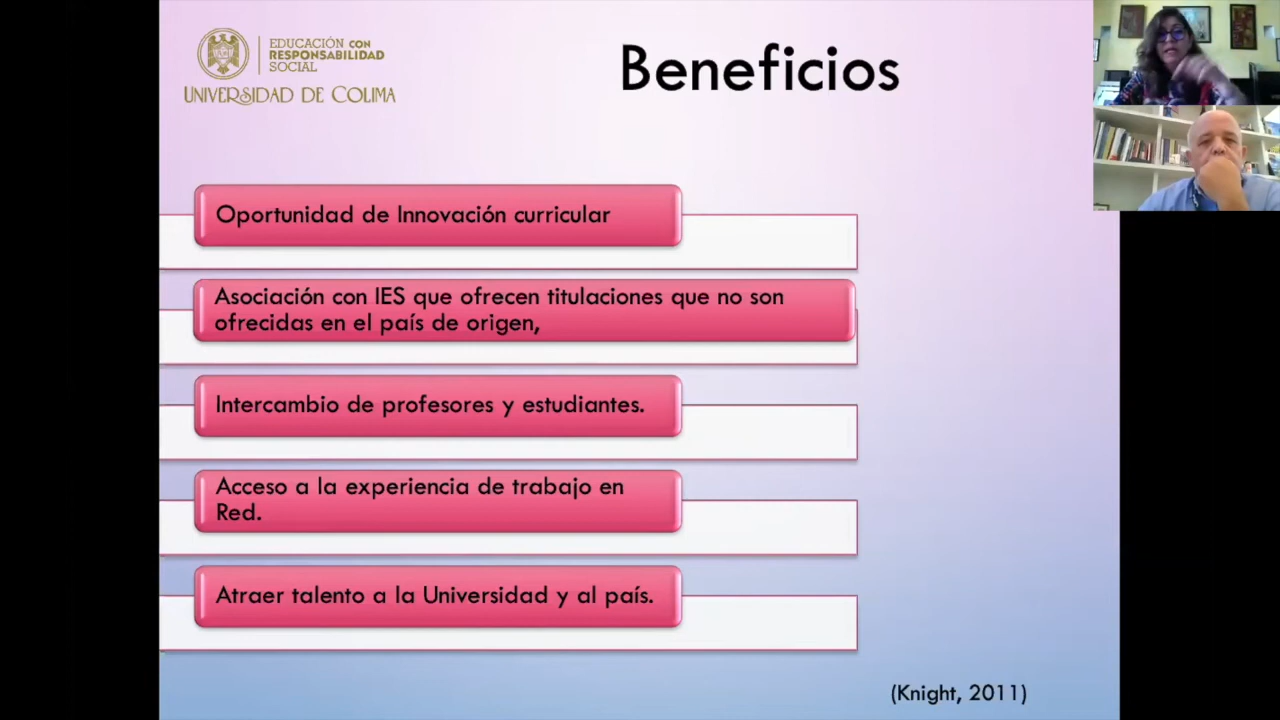 EDUCACIÓN CON
RESPONSABILIDAD
SOCIAL
UNIVERSIDAD DE COLIMA
Beneficios
Oportunidad de Innovación curricular
Asociación con IES que ofrecen titulaciones que no son
ofrecidas en el país de origen,
Intercambio de profesores y estudiantes.
Acceso a la experiencia de trabajo en
Red.
Atraer talento a la Universidad y al país.
(Knight, 2011)